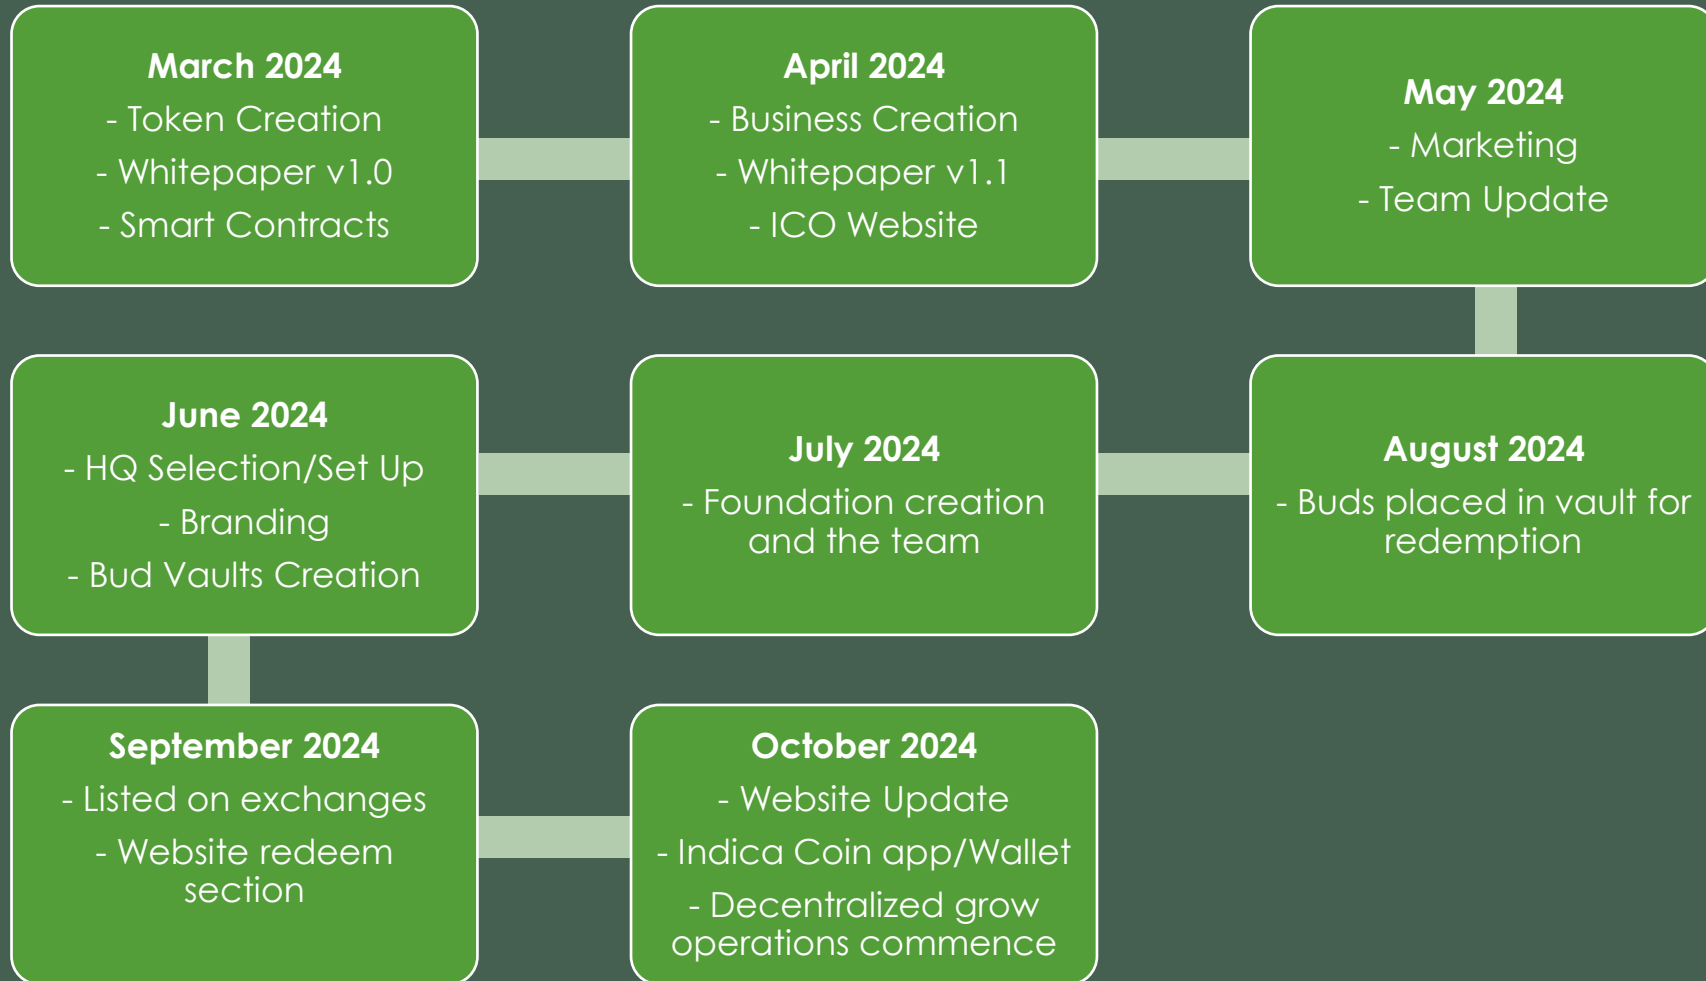 March 2024
- Token Creation
- Whitepaper v1.0
- Smart Contracts
April 2024
- Business Creation
- Whitepaper v1.1
- ICO Website
May 2024
- Marketing
- Team Update
June 2024
- HQ Selection/Set Up
- Branding
- Bud Vaults Creation
July 2024
- Foundation creation
and the team
August 2024
- Buds placed in vault for
redemption
September 2024
- Listed on exchanges
- Website redeem
section
October 2024
- Website Update
- Indica Coin app/Wallet
- Decentralized grow
operations commence